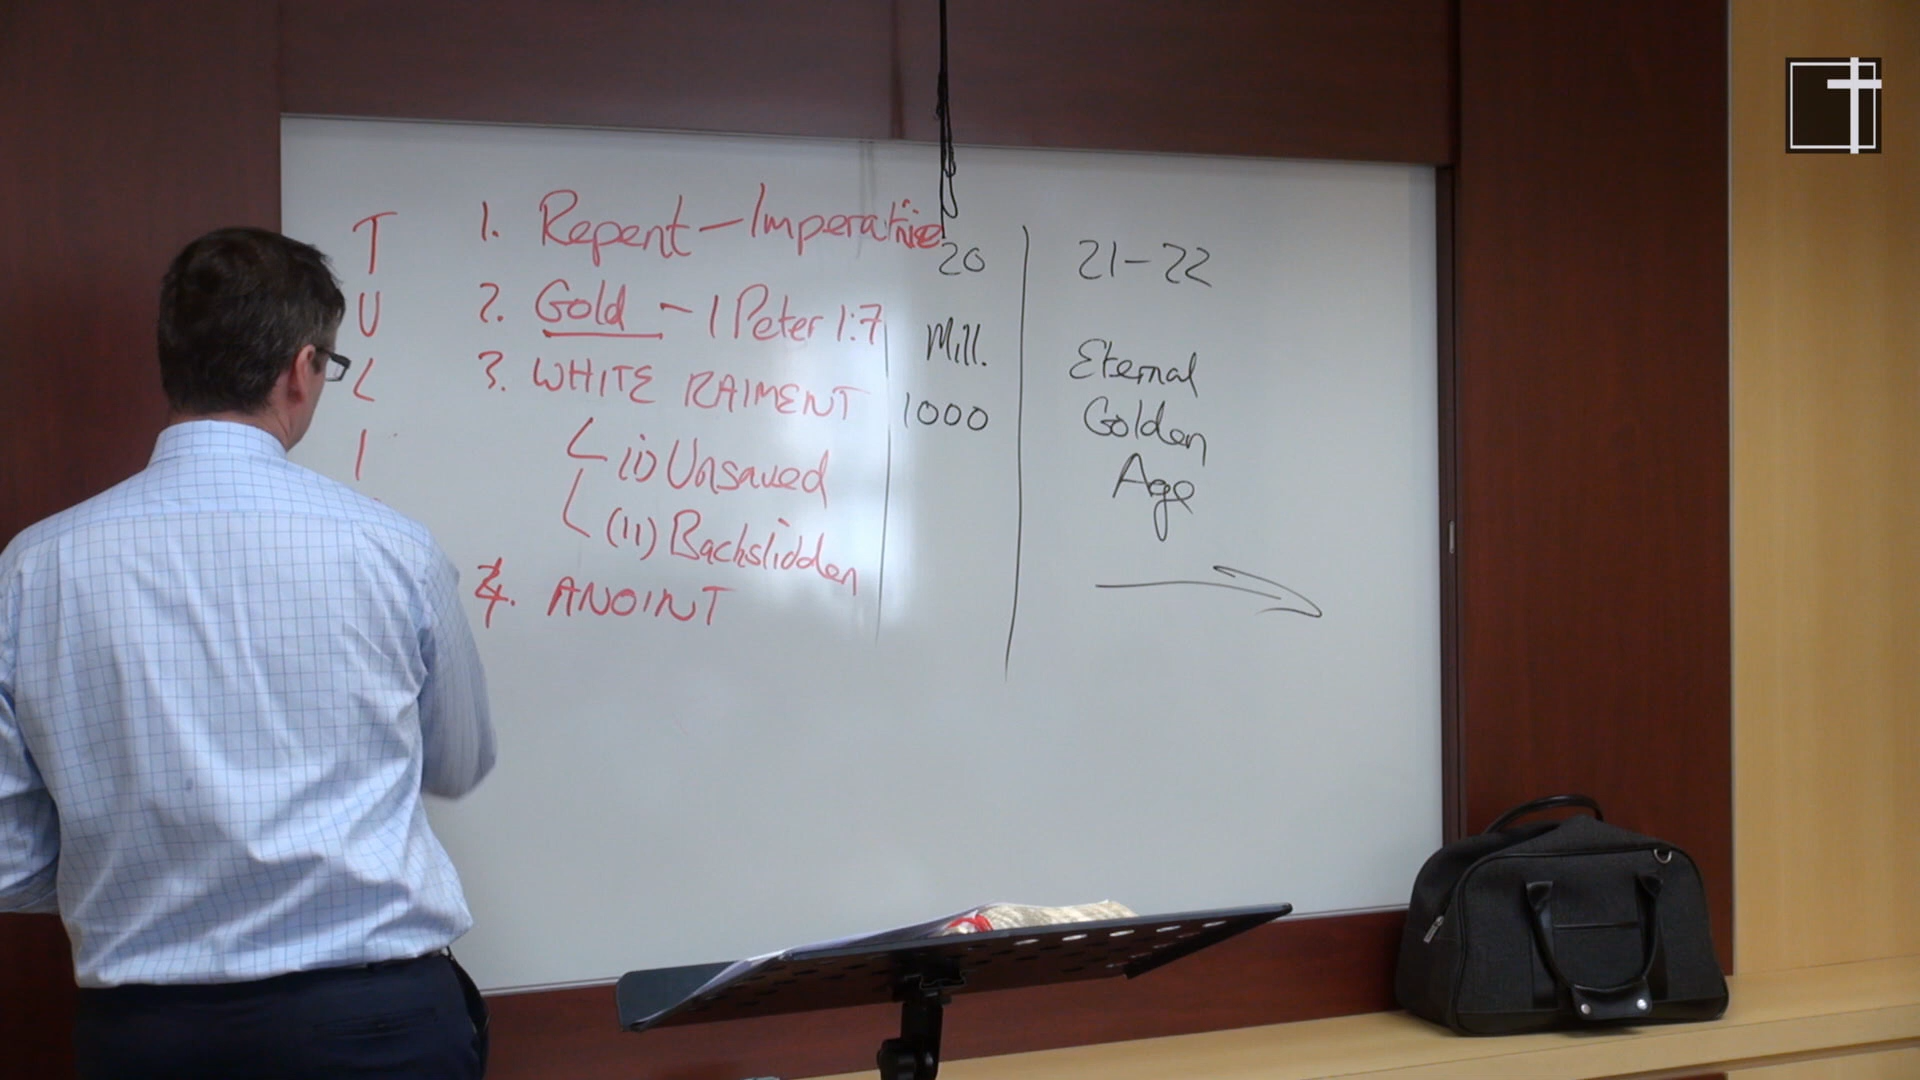 T
U
L
I
1. Repent - Imperative
2. Gold - 1 Peter 1:7
3. WHITE RAIMENT
(i) Unsaved
(ii) Backslidden
4. ANOINT
20
Mill.
1000
21-22
Eternal
Golden
Age